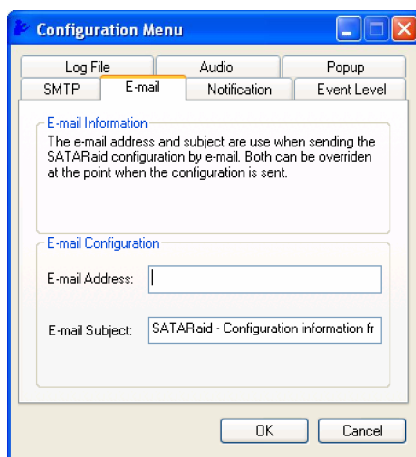 Configuration Menu
Log File
Audio
Popup
SMTP
E-mail
Notification
Event Level
E-mail Information
The e-mail address and subject are use when sending the
SATARaid configuration by e-mail. Both can be overriden
at the point when the configuration is sent.
E-mail Configuration
E-mail Address:
E-mail Subject: SATARaid - Configuration information fr
OK
Cancel